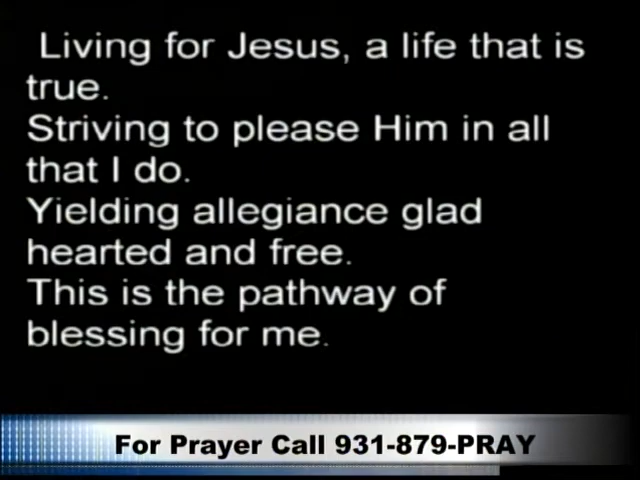 Living for Jesus, a life that is
true.
Striving to please Him in all
that I do.
Yielding allegiance glad
hearted and free.
This is the pathway of
blessing for me.
For Prayer Call 931-879-PRAY